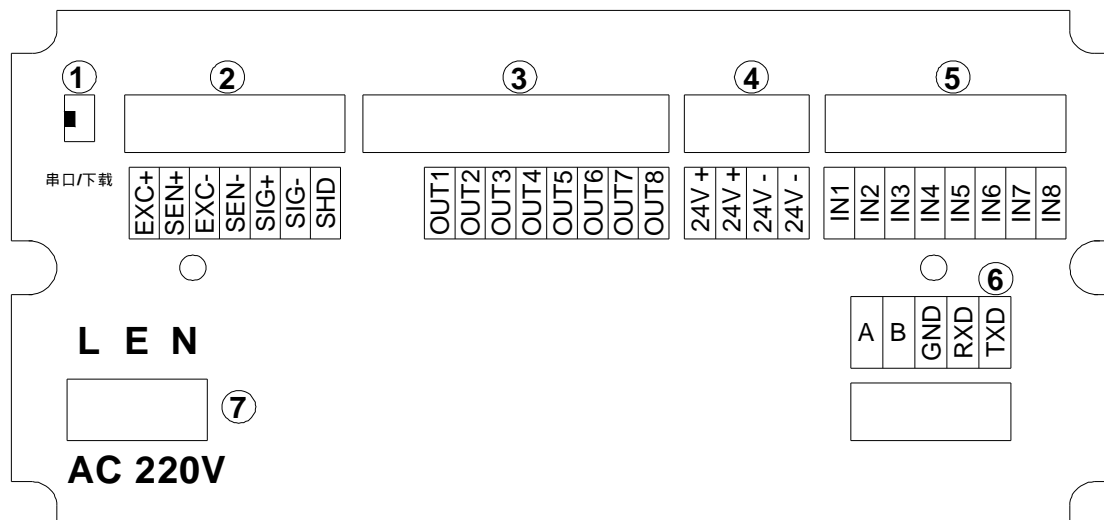 ① ② ③ ④ ⑤
串口/下载
EXC+ SEN+ EXC- SEN- SIG+ SIG- SHD
OUT1 OUT2 OUT3 OUT4 OUT5 OUT6 OUT7 OUT8
24V+ 24V+ 24V- 24V-
IN1 IN2 IN3 IN4 IN5 IN6 IN7 IN8
⑥
A B GND RXD TXD
L E N
⑦
AC 220V